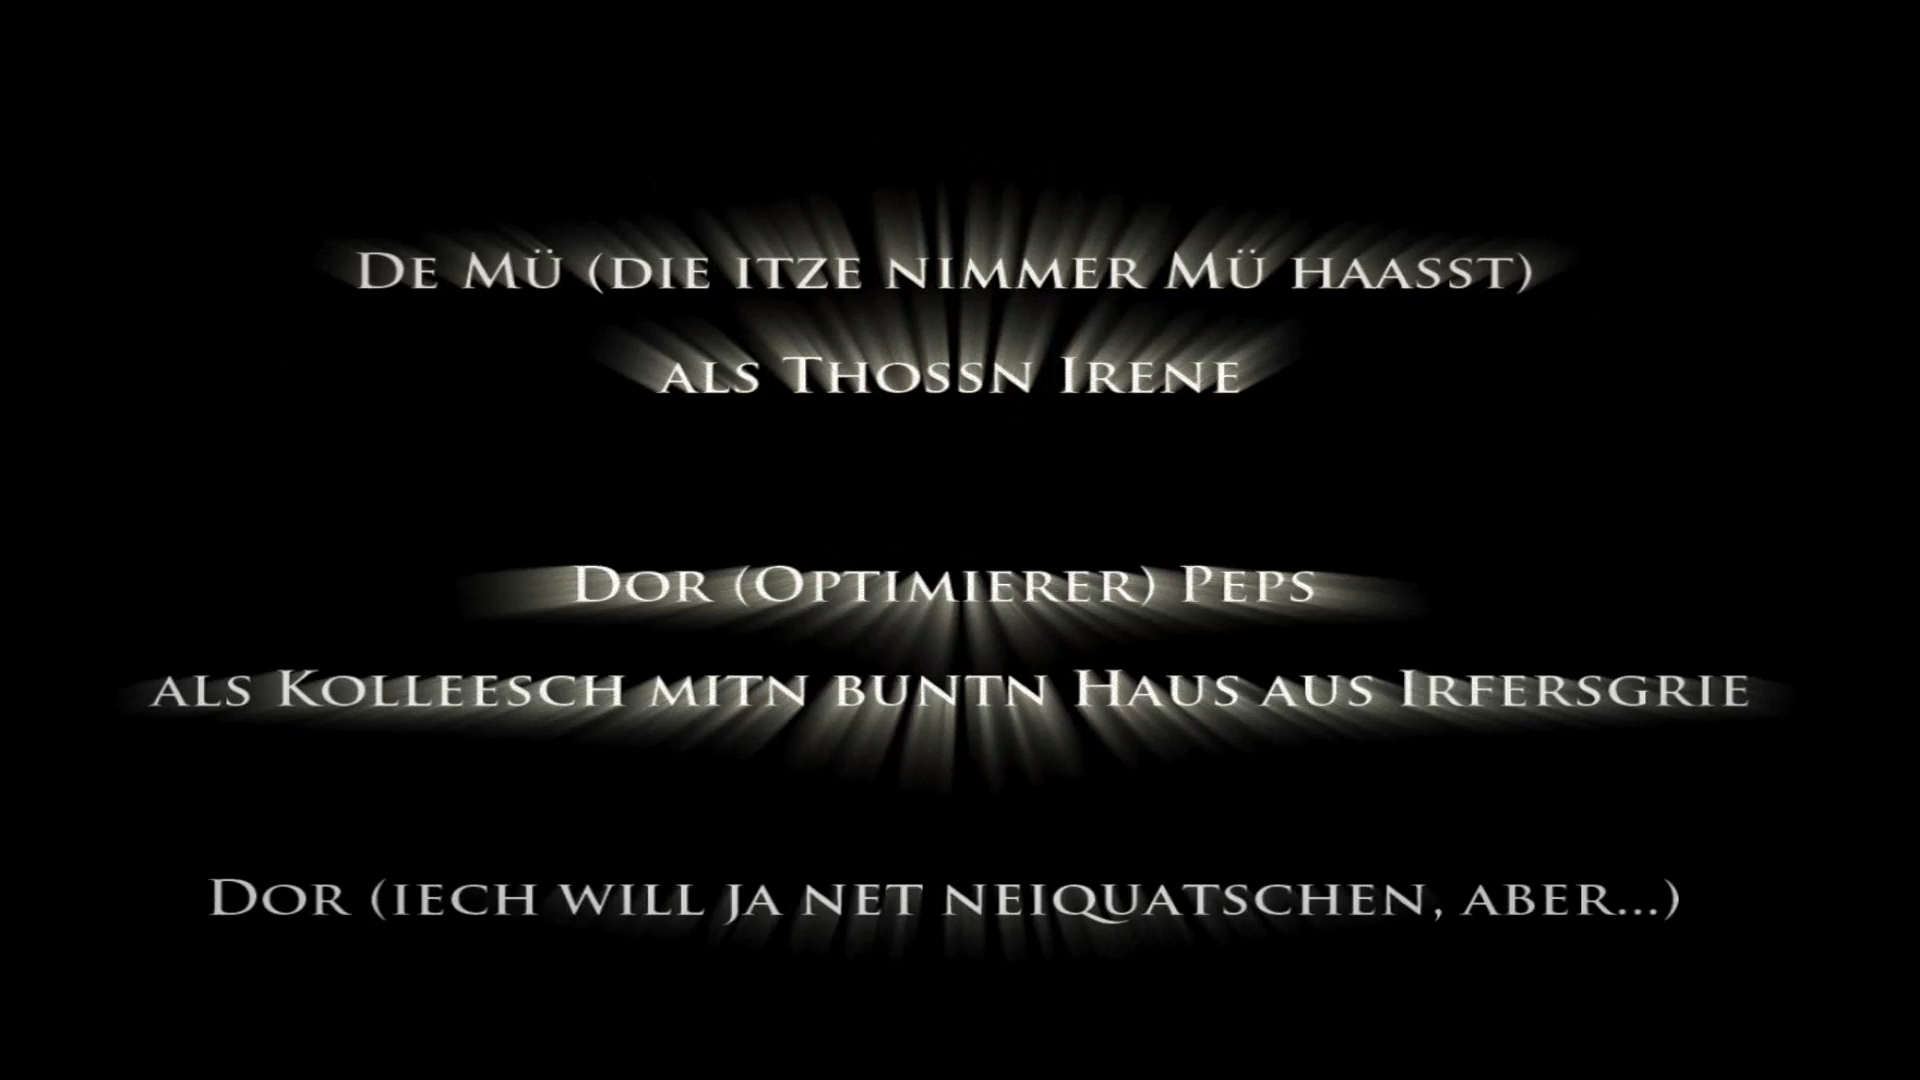 De Mü (die itze nimmer Mü haasst)
als Thossn Irene
Dor (Optimierer) Peps
als Kolleesch mitn buntn Haus aus Irfersgrie
Dor (iech will ja net neiquatschen, aber...)